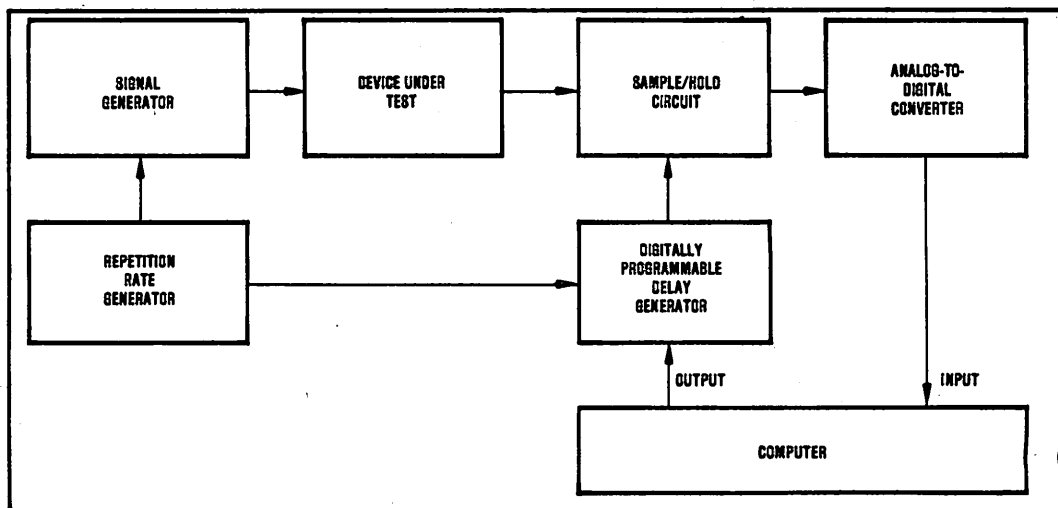 SIGNAL
GENERATOR
DEVICE UNDER
TEST
SAMPLE/HOLD
CIRCUIT
ANALOG-TO-
DIGITAL
CONVERTER
REPETITION
RATE
GENERATOR
DIGITALLY
PROGRAMMABLE
DELAY
GENERATOR
OUTPUT
INPUT
COMPUTER